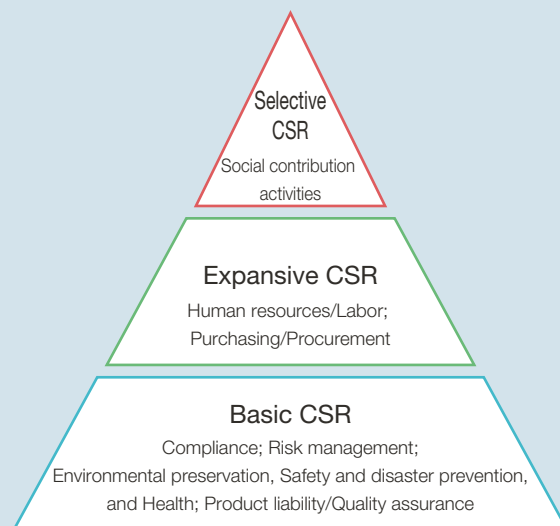 Selective
CSR
Social contribution
activities
Expansive CSR
Human resources/Labor;
Purchasing/Procurement
Basic CSR
Compliance; Risk management;
Environmental preservation, Safety and disaster prevention,
and Health; Product liability/Quality assurance